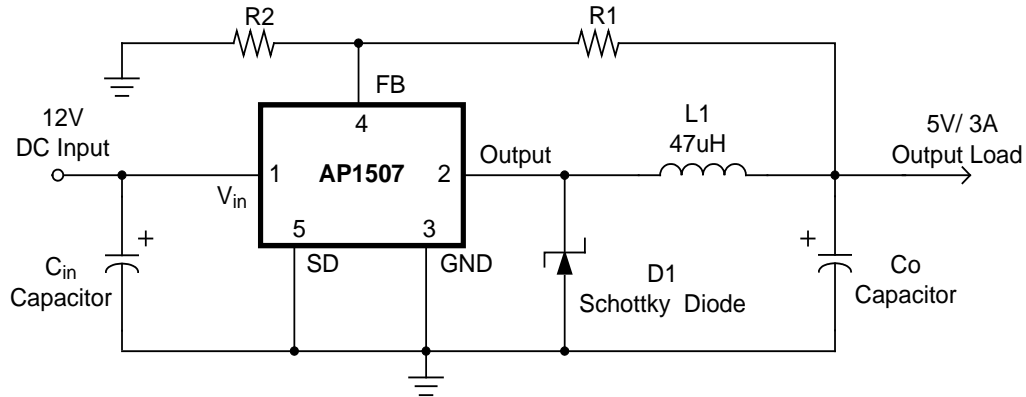 R2
R1
FB
4
12V
DC Input
L1
47uH
5V/ 3A
Output Load
Output
1
AP1507
2
Vin
5
3
+
SD
GND
+
Cin
Capacitor
D1
Schottky Diode
Co
Capacitor